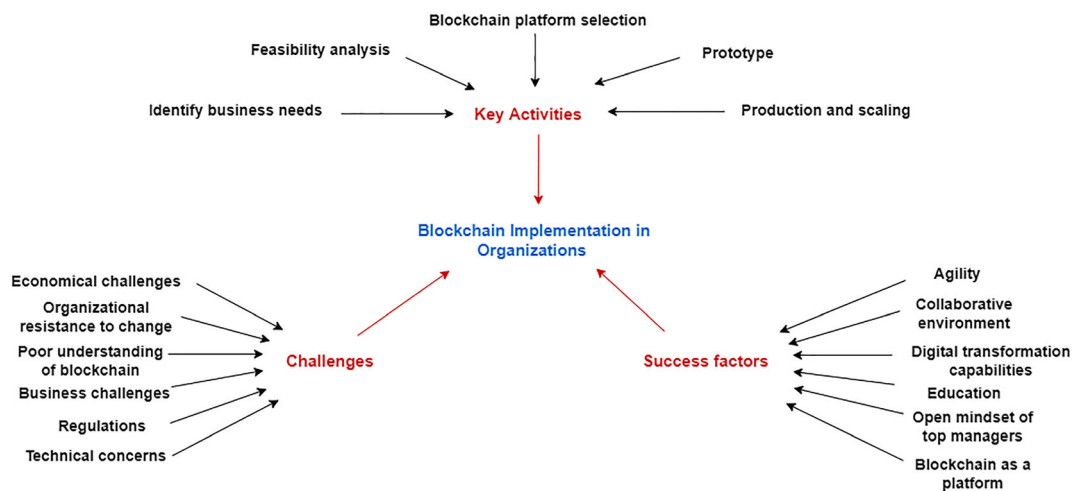 Blockchain platform selection
Feasibility analysis
Prototype
Identify business needs
Key Activities
Production and scaling
Blockchain Implementation in
Organizations
Economical challenges
Organizational
resistance to change
Poor understanding
of blockchain
Business challenges
Regulations
Technical concerns
Challenges
Success factors
Agility
Collaborative
environment
Digital transformation
capabilities
Education
Open mindset of
top managers
Blockchain as a
platform